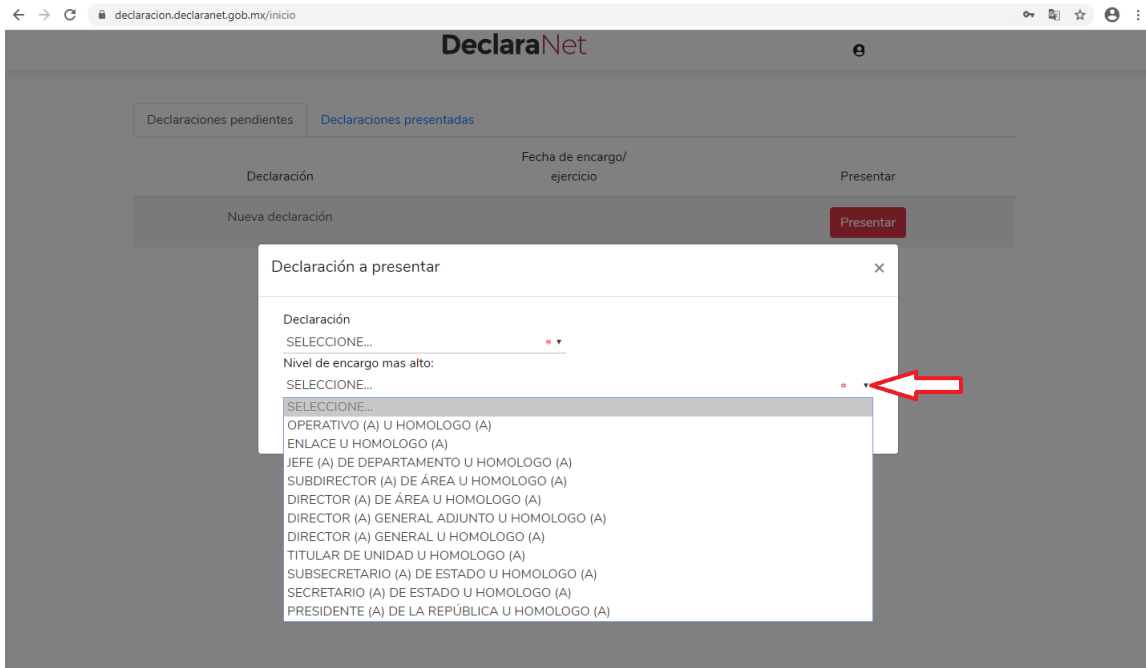 declaracion.declaranet.gob.mx/inicio
DeclaraNet
Declaraciones pendientes
Declaraciones presentadas
Declaración
Fecha de encargo/
ejercicio
Presentar
Nueva declaración
Presentar
Declaración a presentar
×
Declaración
SELECCIONE...
*
Nivel de encargo mas alto:
SELECCIONE...
*
SELECCIONE...
OPERATIVO (A) U HOMOLOGO (A)
ENLACE U HOMOLOGO (A)
JEFE (A) DE DEPARTAMENTO U HOMOLOGO (A)
SUBDIRECTOR (A) DE ÁREA U HOMOLOGO (A)
DIRECTOR (A) DE ÁREA U HOMOLOGO (A)
DIRECTOR (A) GENERAL ADJUNTO U HOMOLOGO (A)
DIRECTOR (A) GENERAL U HOMOLOGO (A)
TITULAR DE UNIDAD U HOMOLOGO (A)
SUBSECRETARIO (A) DE ESTADO U HOMOLOGO (A)
SECRETARIO (A) DE ESTADO U HOMOLOGO (A)
PRESIDENTE (A) DE LA REPÚBLICA U HOMOLOGO (A)